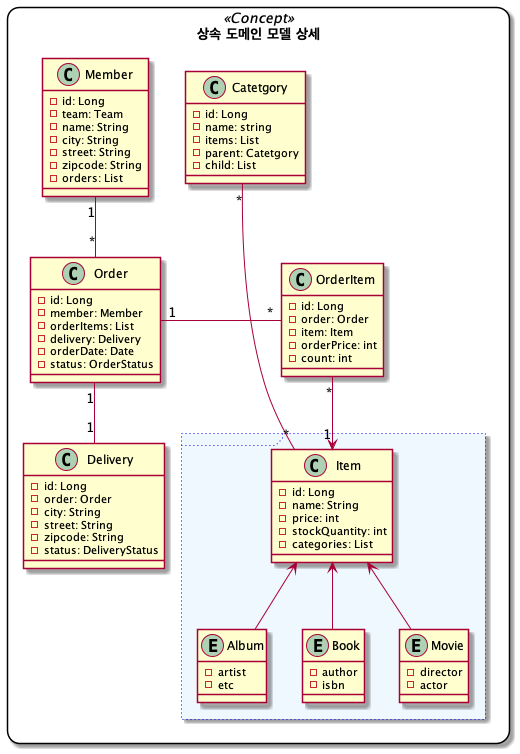 «Concept»
상속 도메인 모델 상세
C Member
id: Long
team: Team
name: String
city: String
street: String
zipcode: String
orders: List
C Catetgory
id: Long
name: string
items: List
parent: Catetgory
child: List
1
*
*
C Order
id: Long
member: Member
orderItems: List
delivery: Delivery
orderDate: Date
status: OrderStatus
1
*
C OrderItem
id: Long
order: Order
item: Item
orderPrice: int
count: int
1
1
*
1
*
C Delivery
id: Long
order: Order
city: String
street: String
zipcode: String
status: DeliveryStatus
C Item
id: Long
name: String
price: int
stockQuantity: int
categories: List
E Album
artist
etc
E Book
author
isbn
E Movie
director
actor